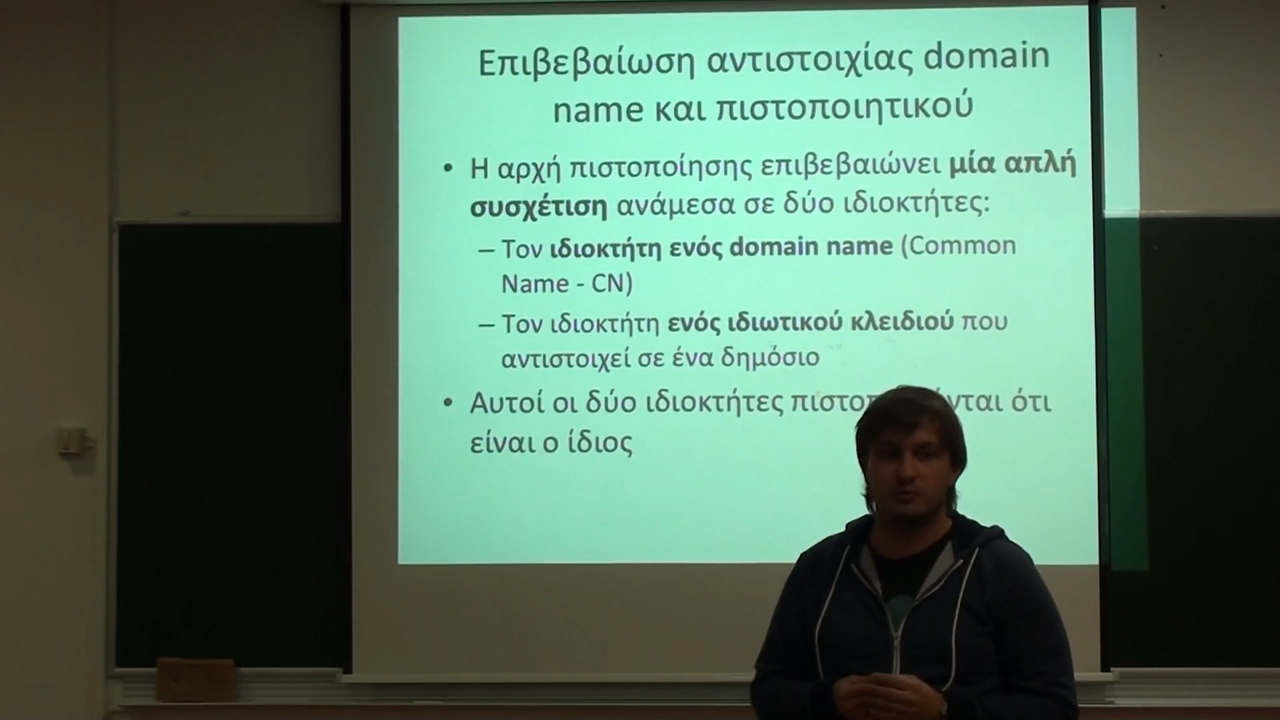 Επιβεβαίωση αντιστοιχίας domain
name και πιστοποιητικού
• Η αρχή πιστοποίησης επιβεβαιώνει μία απλή
συσχέτιση ανάμεσα σε δύο ιδιοκτήτες:
– Τον ιδιοκτήτη ενός domain name (Common
Name - CN)
– Τον ιδιοκτήτη ενός ιδιωτικού κλειδιού που
αντιστοιχεί σε ένα δημόσιο
• Αυτοί οι δύο ιδιοκτήτες ότι
είναι ο ίδιος